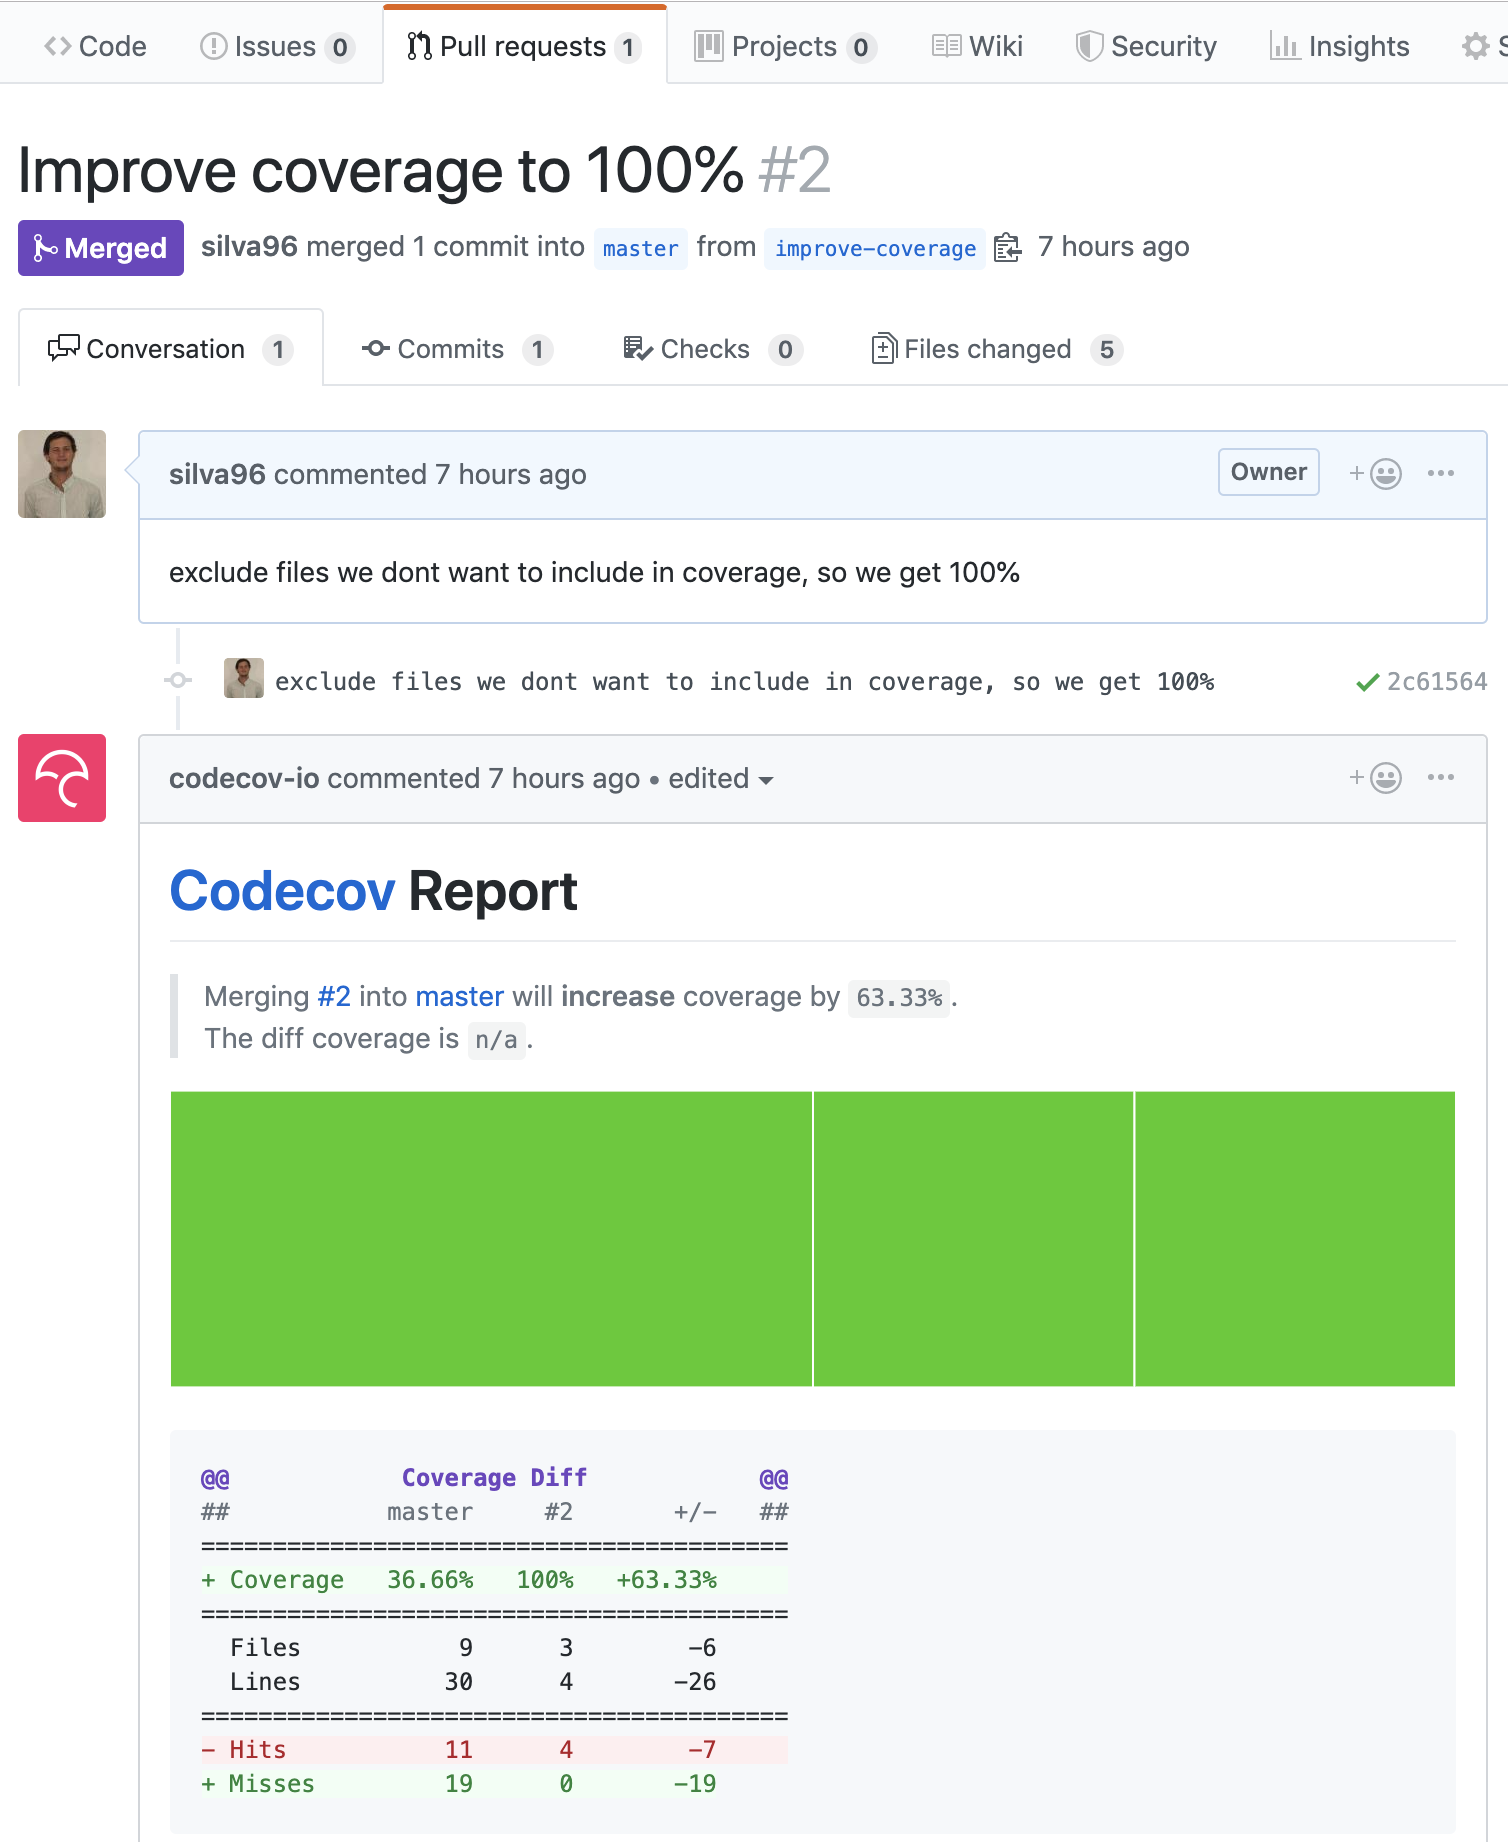 Code Issues 0 Pull requests 1 Projects 0 Wiki Security Insights
Improve coverage to 100% #2
Merged silva96 merged 1 commit into master from improve-coverage 7 hours ago
Conversation 1 Commits 1 Checks 0 Files changed 5
silva96 commented 7 hours ago Owner
exclude files we dont want to include in coverage, so we get 100%
exclude files we dont want to include in coverage, so we get 100% 2c61564
codecov-io commented 7 hours ago • edited
Codecov Report
Merging #2 into master will increase coverage by 63.33%.
The diff coverage is n/a.
@@ Coverage Diff @@
## master #2 +/- ##
=========================================
+ Coverage 36.66% 100% +63.33%
=========================================
Files 9 3 -6
Lines 30 4 -26
=========================================
- Hits 11 4 -7
+ Misses 19 0 -19